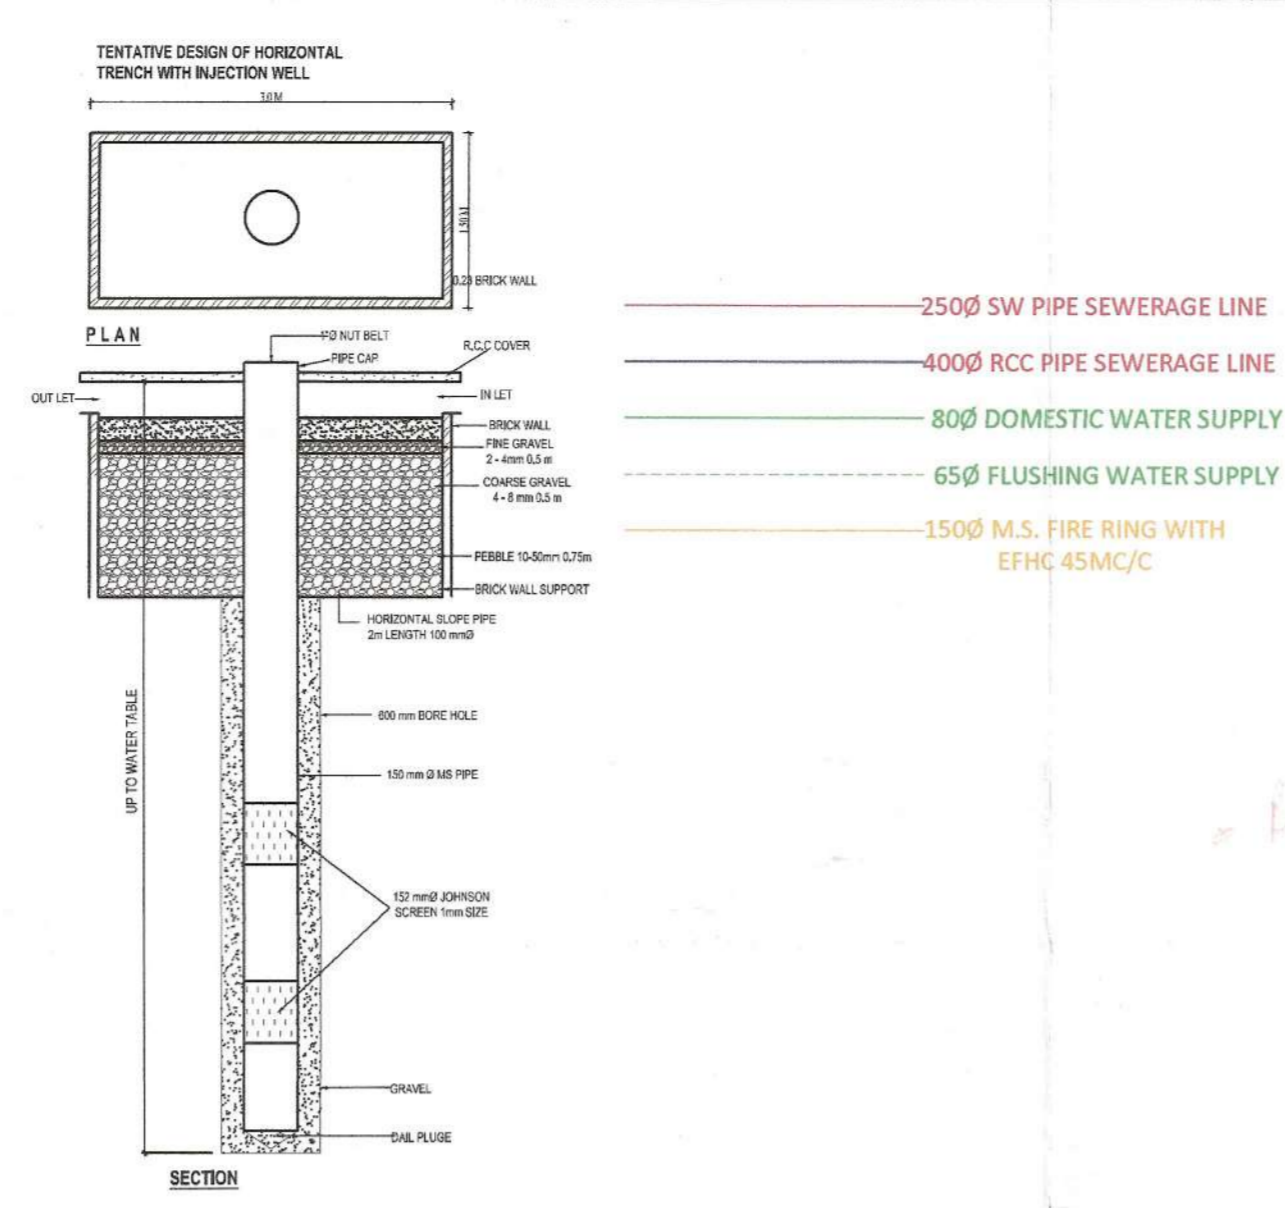 TENTATIVE DESIGN OF HORIZONTAL
TRENCH WITH INJECTION WELL
3.0 M
1.50 M
0.23 BRICK WALL
PLAN
1"Ø NUT BELT
PIPE CAP
R.C.C COVER
OUT LET
IN LET
BRICK WALL
FINE GRAVEL
2 - 4mm 0.5 m
COARSE GRAVEL
4 - 8 mm 0.5 m
PEBBLE 10-50mm 0.75m
BRICK WALL SUPPORT
HORIZONTAL SLOPE PIPE
2m LENGTH 100 mmØ
UP TO WATER TABLE
600 mm BORE HOLE
150 mm Ø MS PIPE
152 mmØ JOHNSON
SCREEN 1mm SIZE
GRAVEL
DAIL PLUGE
SECTION
250Ø SW PIPE SEWERAGE LINE
400Ø RCC PIPE SEWERAGE LINE
80Ø DOMESTIC WATER SUPPLY
65Ø FLUSHING WATER SUPPLY
150Ø M.S. FIRE RING WITH
EFHC 45MC/C